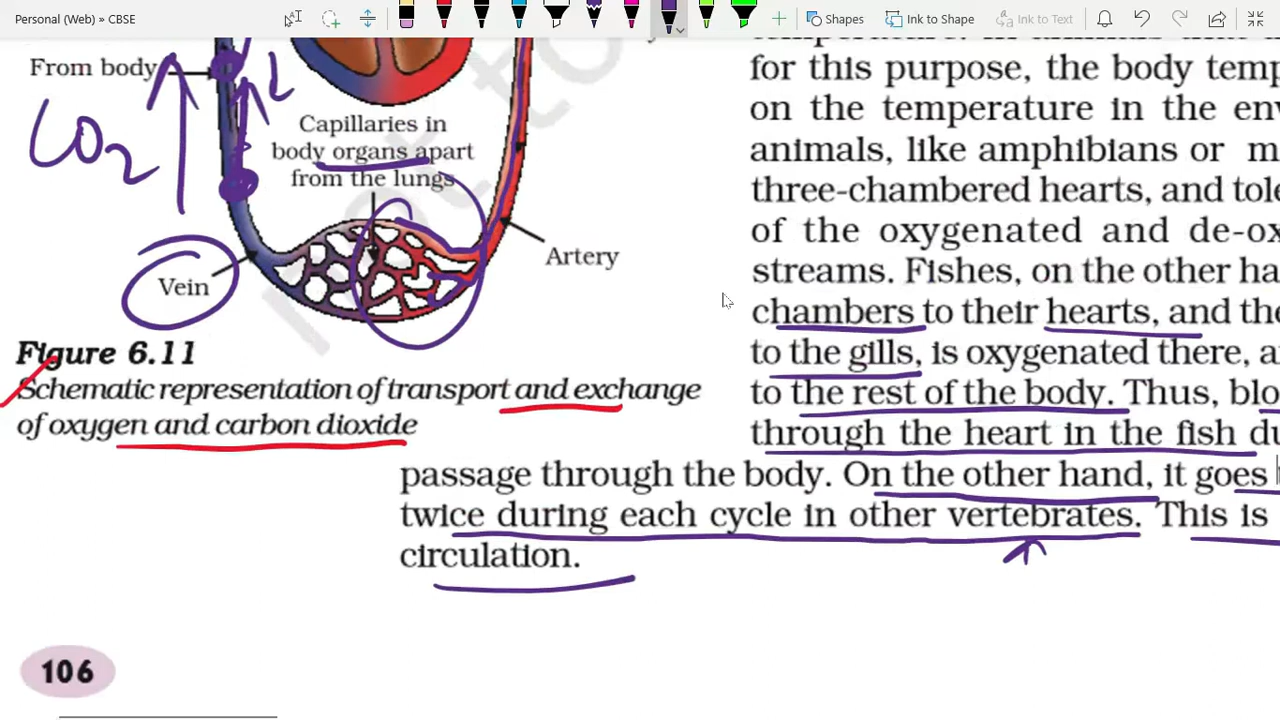 Personal (Web) » CBSE
Shapes
Ink to Shape
Ink to Text
From body
CO2
Capillaries in
body organs apart
from the lungs
Artery
Vein
Figure 6.11
Schematic representation of transport and exchange
of oxygen and carbon dioxide
for this purpose, the body temp
on the temperature in the env
animals, like amphibians or m
three-chambered hearts, and tole
of the oxygenated and de-ox
streams. Fishes, on the other ha
chambers to their hearts, and the
to the gills, is oxygenated there, a
to the rest of the body. Thus, blo
through the heart in the fish du
passage through the body. On the other hand, it goes
twice during each cycle in other vertebrates. This is
circulation.
106